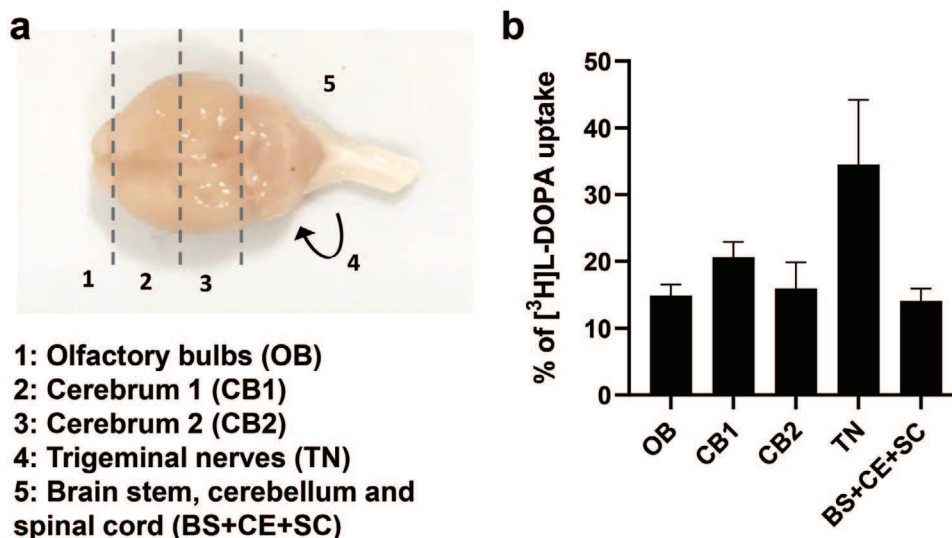 a
1
2
3
4
5
1: Olfactory bulbs (OB)
2: Cerebrum 1 (CB1)
3: Cerebrum 2 (CB2)
4: Trigeminal nerves (TN)
5: Brain stem, cerebellum and
spinal cord (BS+CE+SC)
b
% of [³H]L-DOPA uptake
50
40
30
20
10
0
OB
CB1
CB2
TN
BS+CE+SC